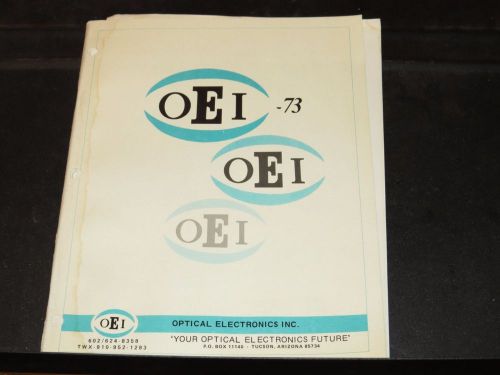 OEI -73
OEI
OEI
OEI
OPTICAL ELECTRONICS INC.
602/624-8358
TWX-910-952-1283
"YOUR OPTICAL ELECTRONICS FUTURE"
P.O. BOX 11140 - TUCSON, ARIZONA 85734